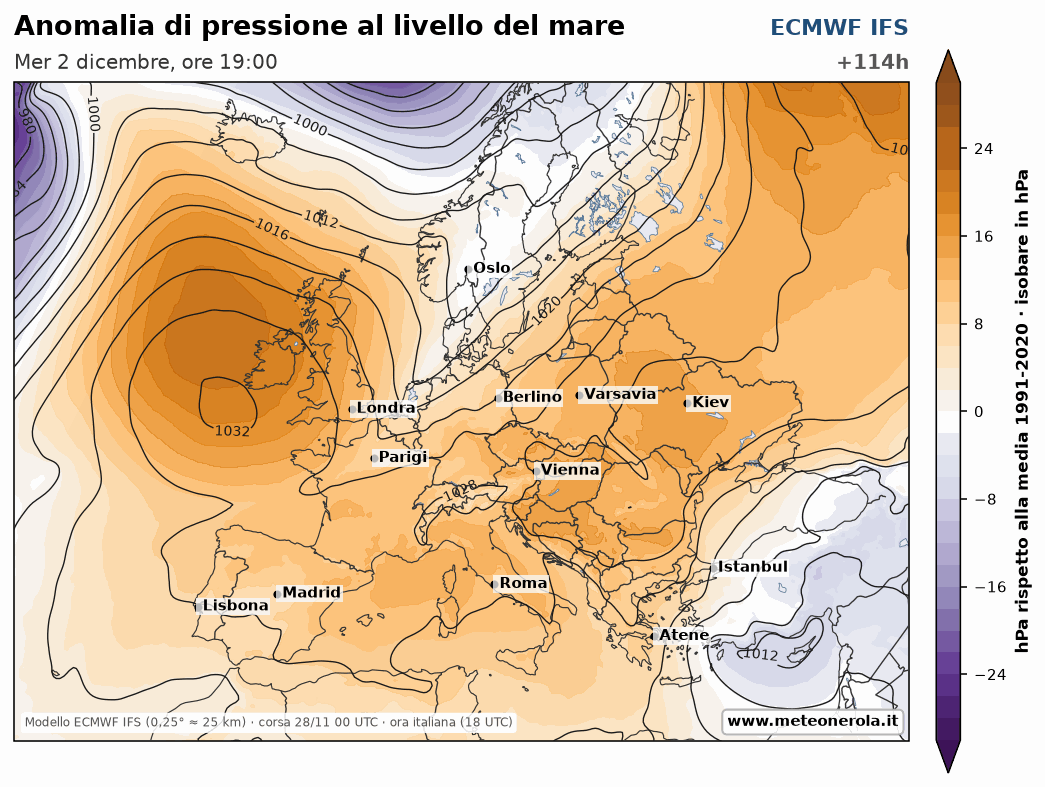 Anomalia di pressione al livello del mare
ECMWF IFS
Mer 2 dicembre, ore 19:00
+114h
980
1000
1000
1012
1016
1020
1028
1032
1012
Oslo
Londra
Berlino
Varsavia
Kiev
Parigi
Vienna
Istanbul
Roma
Madrid
Lisbona
Atene
Modello ECMWF IFS (0,25° ≈ 25 km) · corsa 28/11 00 UTC · ora italiana (18 UTC)
www.meteonerola.it
24
16
8
0
−8
−16
−24
hPa rispetto alla media 1991-2020 · isobare in hPa